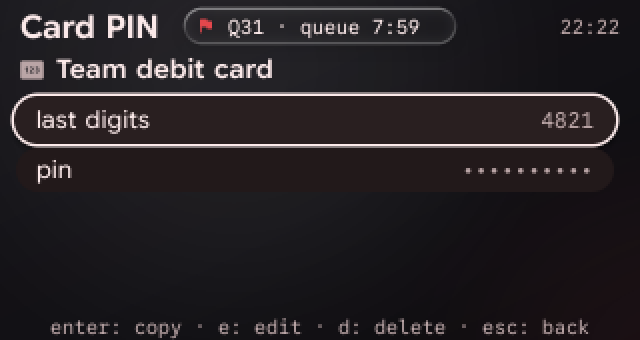 Card PIN
Q31 · queue 7:59
22:22
123
Team debit card
last digits 4821
pin ••••••••••
enter: copy · e: edit · d: delete · esc: back